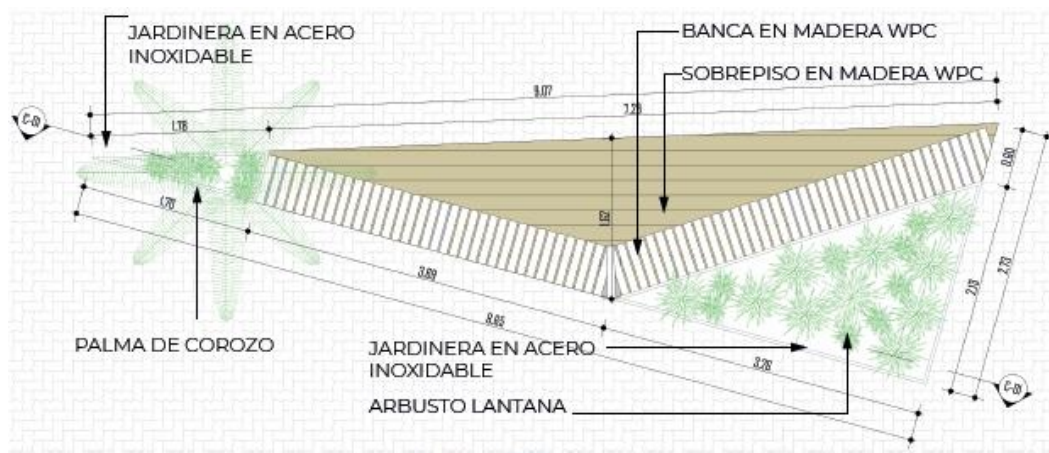 JARDINERA EN ACERO
INOXIDABLE
BANCA EN MADERA WPC
SOBREPISO EN MADERA WPC
9.07
7.29
1.78
C-01
1.70
1.62
0.60
3.69
8.65
2.13
2.73
PALMA DE COROZO
JARDINERA EN ACERO
INOXIDABLE
3.26
C-01
ARBUSTO LANTANA